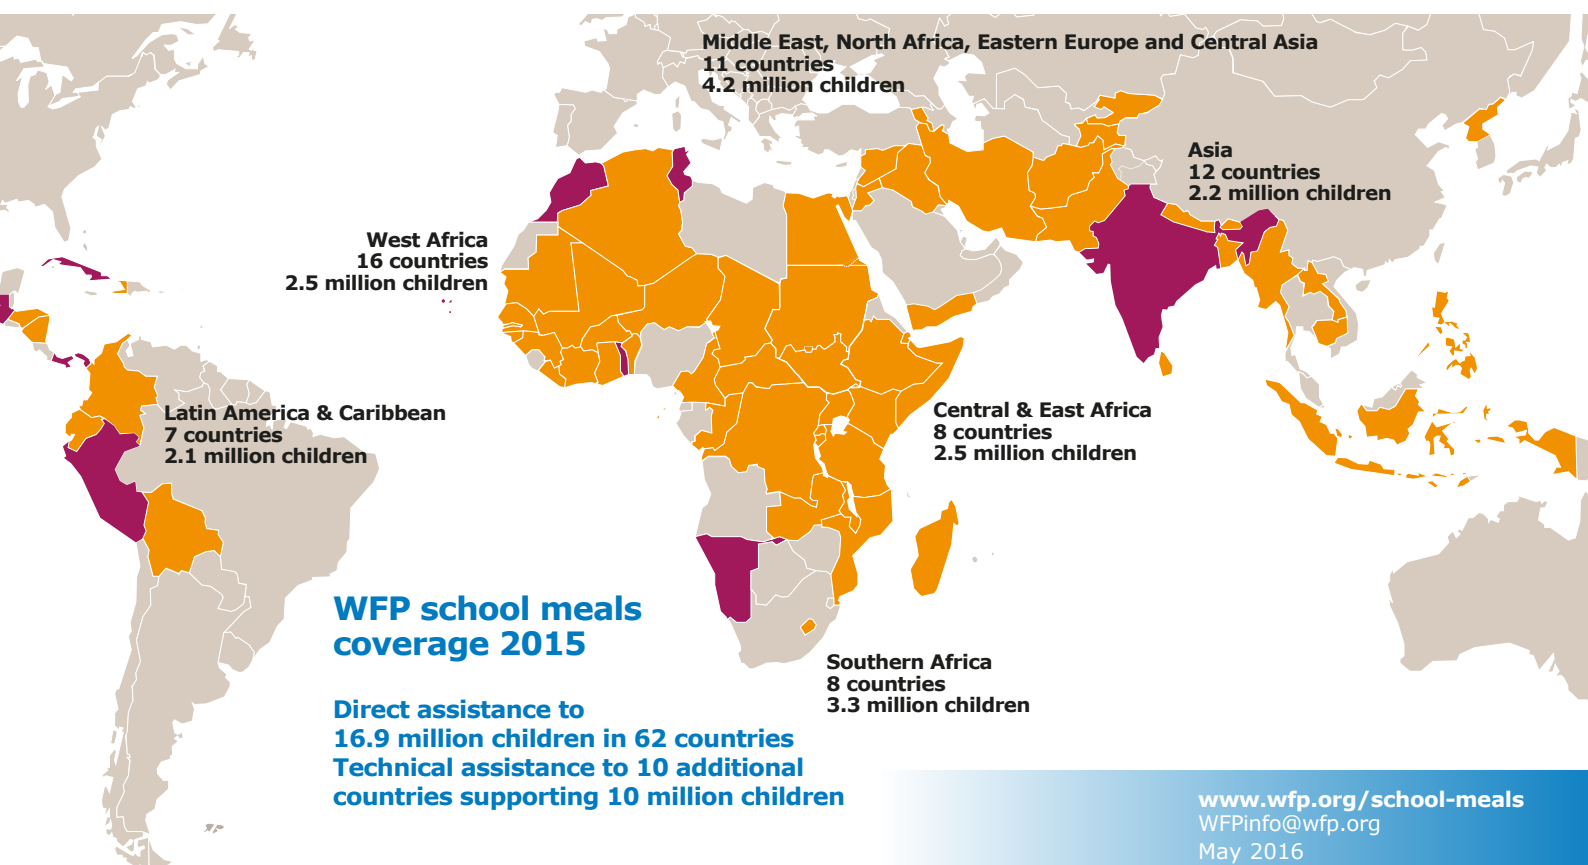 Middle East, North Africa, Eastern Europe and Central Asia
11 countries
4.2 million children
Asia
12 countries
2.2 million children
West Africa
16 countries
2.5 million children
Latin America & Caribbean
7 countries
2.1 million children
Central & East Africa
8 countries
2.5 million children
Southern Africa
8 countries
3.3 million children
WFP school meals
coverage 2015
Direct assistance to
16.9 million children in 62 countries
Technical assistance to 10 additional
countries supporting 10 million children
www.wfp.org/school-meals
WFPinfo@wfp.org
May 2016